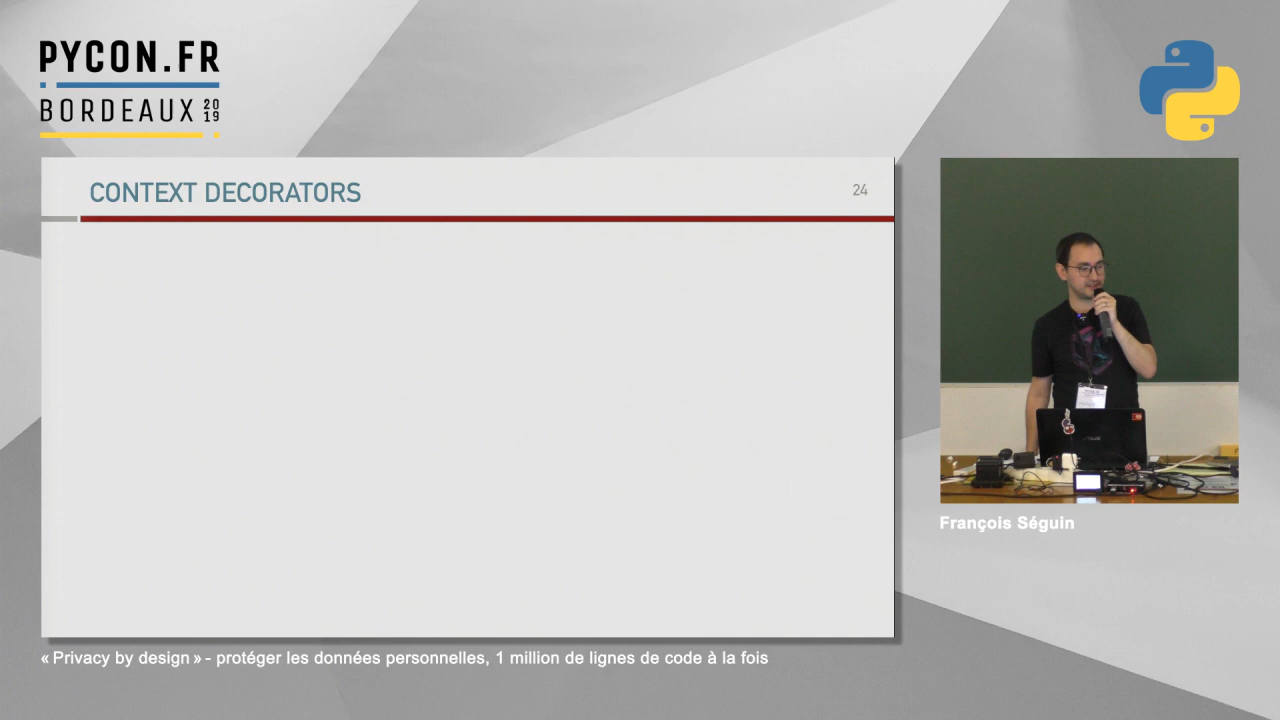 PYCON.FR
BORDEAUX 2019
CONTEXT DECORATORS
24
François Séguin
« Privacy by design » - protéger les données personnelles, 1 million de lignes de code à la fois